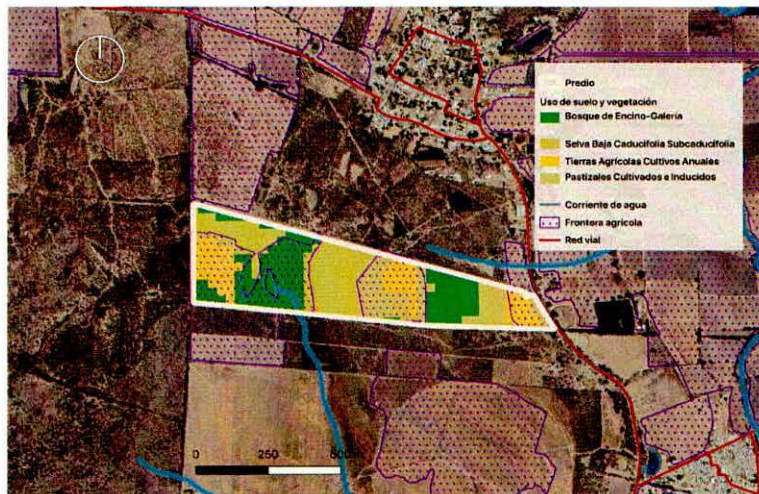 Predio
Uso de suelo y vegetación
Bosque de Encino-Galería
Selva Baja Caducifolia Subcaducifolia
Tierras Agrícolas Cultivos Anuales
Pastizales Cultivados e Inducidos
Corriente de agua
Frontera agrícola
Red vial
0 250 500